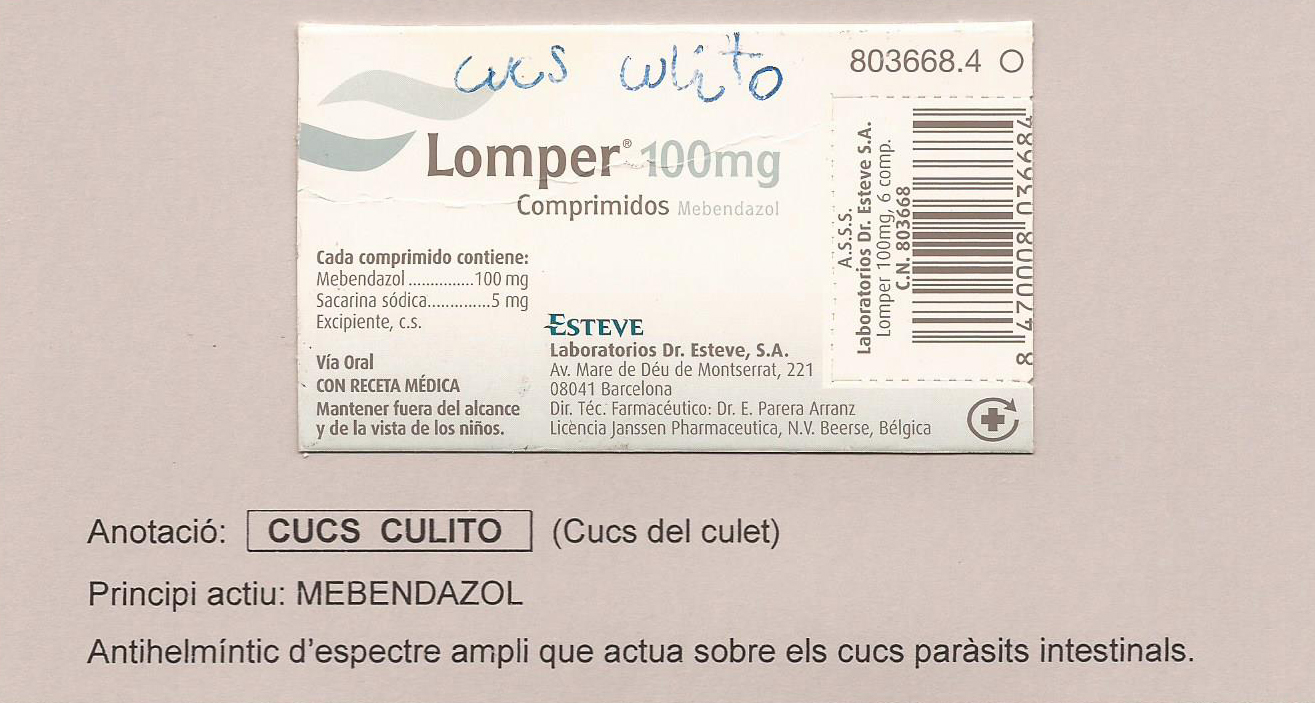 cucs culito
803668.4 O
Lomper® 100mg
Comprimidos Mebendazol
Cada comprimido contiene:
Mebendazol...............100 mg
Sacarina sódica..............5 mg
Excipiente, c.s.
Vía Oral
CON RECETA MÉDICA
Mantener fuera del alcance
y de la vista de los niños.
ESTEVE
Laboratorios Dr. Esteve, S.A.
Av. Mare de Déu de Montserrat, 221
08041 Barcelona
Dir. Téc. Farmacéutico: Dr. E. Parera Arranz
Licencia Janssen Pharmaceutica, N.V. Beerse, Bélgica
A.S.S.S.
Laboratorios Dr. Esteve S.A.
Lomper 100mg, 6 comp.
C.N. 803668
8 470008 036684
Anotació: CUCS CULITO (Cucs del culet)
Principi actiu: MEBENDAZOL
Antihelmíntic d'espectre ampli que actua sobre els cucs paràsits intestinals.